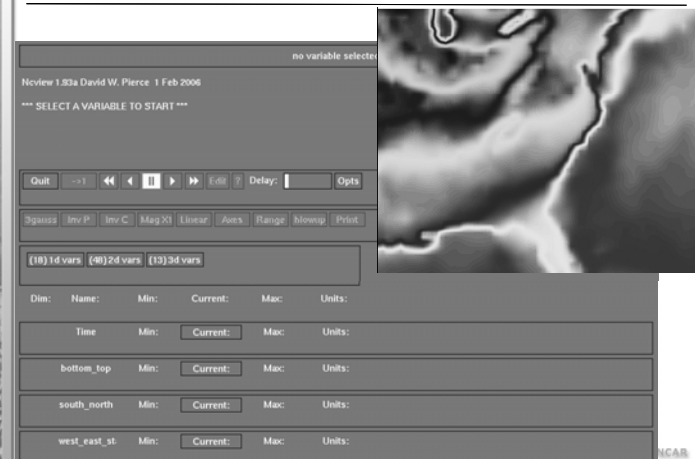 no variable selected
Ncview 1.93a David W. Pierce 1 Feb 2006
*** SELECT A VARIABLE TO START ***
Quit ->1 Edit ? Delay: Opts
3gauss Inv P Inv C Mag X1 Linear Axes Range blowup Print
(18) 1d vars (48) 2d vars (13) 3d vars
Dim: Name: Min: Current: Max: Units:
Time Min: Current: Max: Units:
bottom_top Min: Current: Max: Units:
south_north Min: Current: Max: Units:
west_east_st. Min: Current: Max: Units:
NCAR